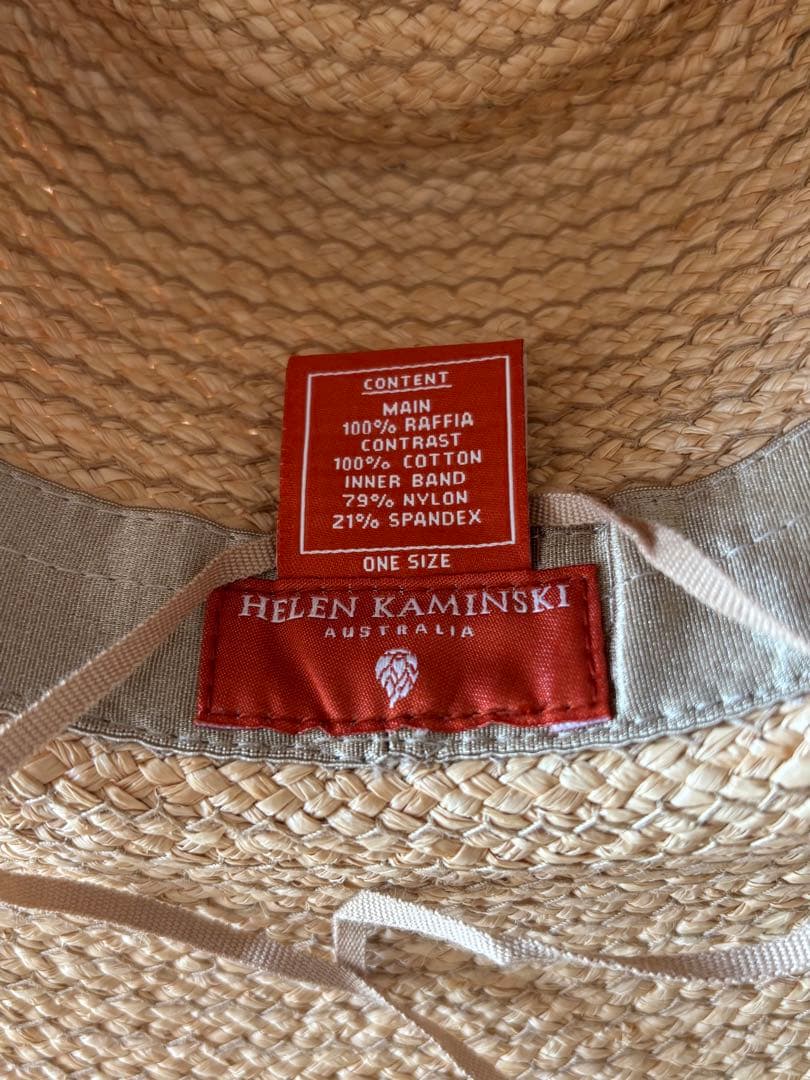 CONTENT
MAIN
100% RAFFIA
CONTRAST
100% COTTON
INNER BAND
79% NYLON
21% SPANDEX
ONE SIZE
HELEN KAMINSKI
AUSTRALIA